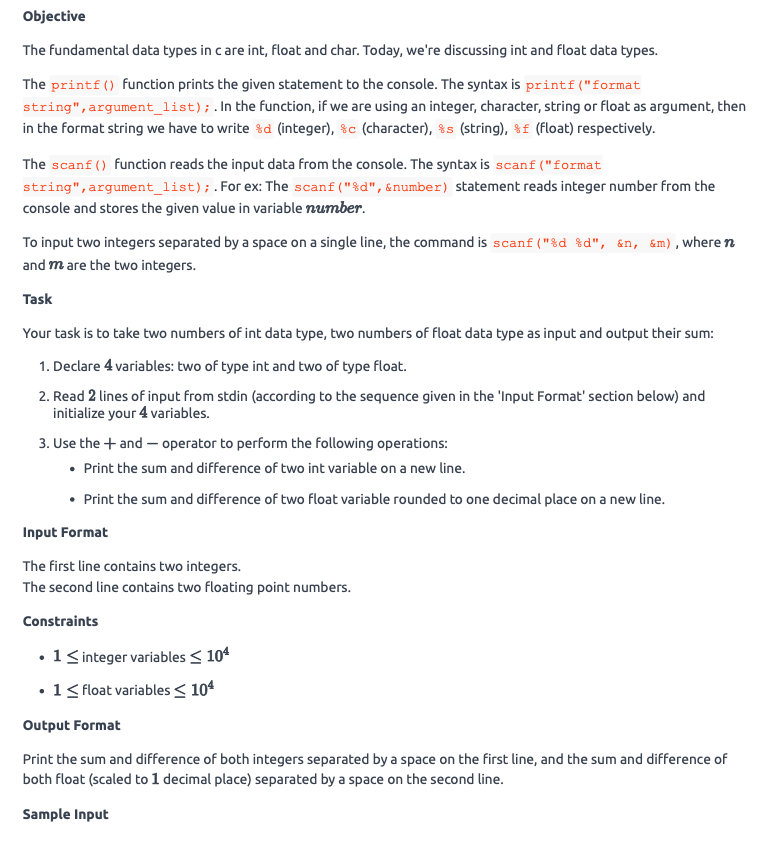 Objective
The fundamental data types in c are int, float and char. Today, we're discussing int and float data types.
The printf() function prints the given statement to the console. The syntax is printf("format
string",argument_list);. In the function, if we are using an integer, character, string or float as argument, then
in the format string we have to write %d (integer), %c (character), %s (string), %f (float) respectively.
The scanf() function reads the input data from the console. The syntax is scanf("format
string",argument_list);. For ex: The scanf("%d",&number) statement reads integer number from the
console and stores the given value in variable number.
To input two integers separated by a space on a single line, the command is scanf("%d %d", &n, &m), where n
and m are the two integers.
Task
Your task is to take two numbers of int data type, two numbers of float data type as input and output their sum:
1. Declare 4 variables: two of type int and two of type float.
2. Read 2 lines of input from stdin (according to the sequence given in the 'Input Format' section below) and
initialize your 4 variables.
3. Use the + and − operator to perform the following operations:
• Print the sum and difference of two int variable on a new line.
• Print the sum and difference of two float variable rounded to one decimal place on a new line.
Input Format
The first line contains two integers.
The second line contains two floating point numbers.
Constraints
• 1 ≤ integer variables ≤ 10⁴
• 1 ≤ float variables ≤ 10⁴
Output Format
Print the sum and difference of both integers separated by a space on the first line, and the sum and difference of
both float (scaled to 1 decimal place) separated by a space on the second line.
Sample Input